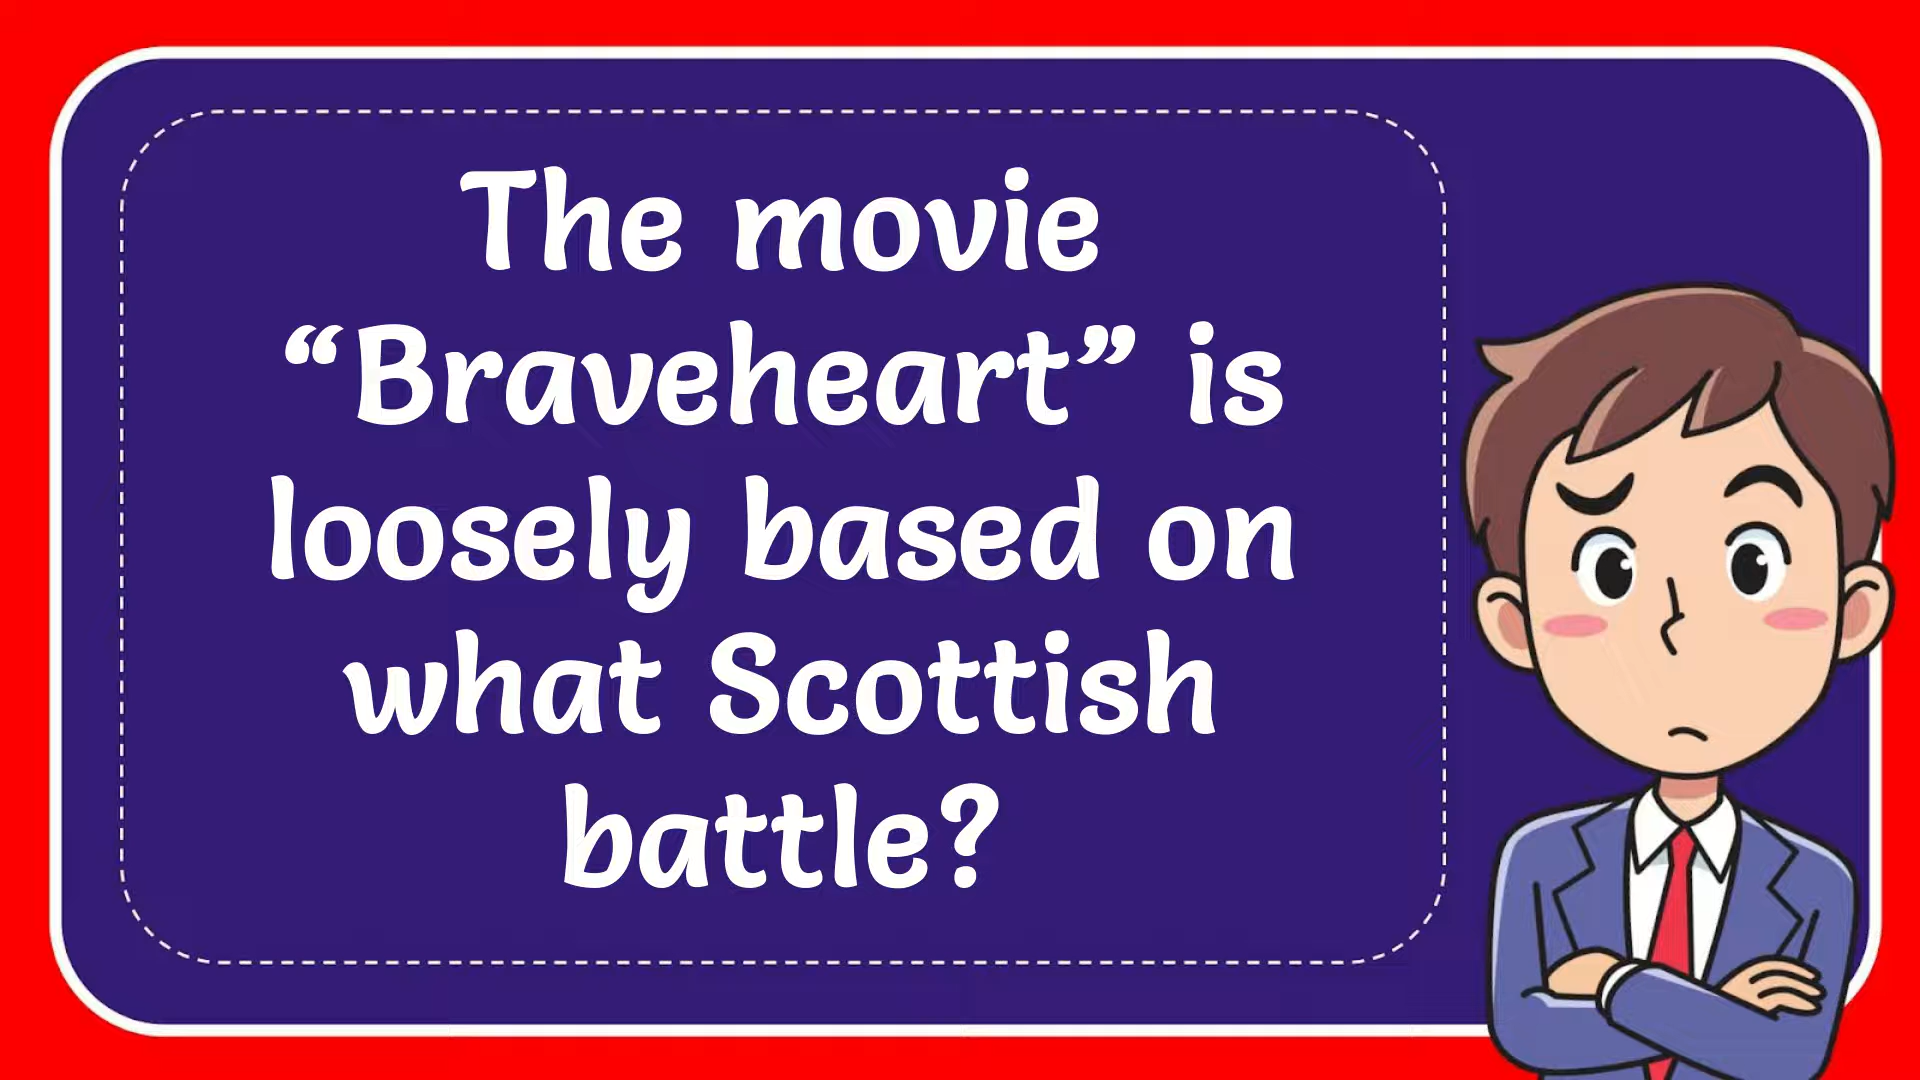 The movie
“Braveheart” is
loosely based on
what Scottish
battle?